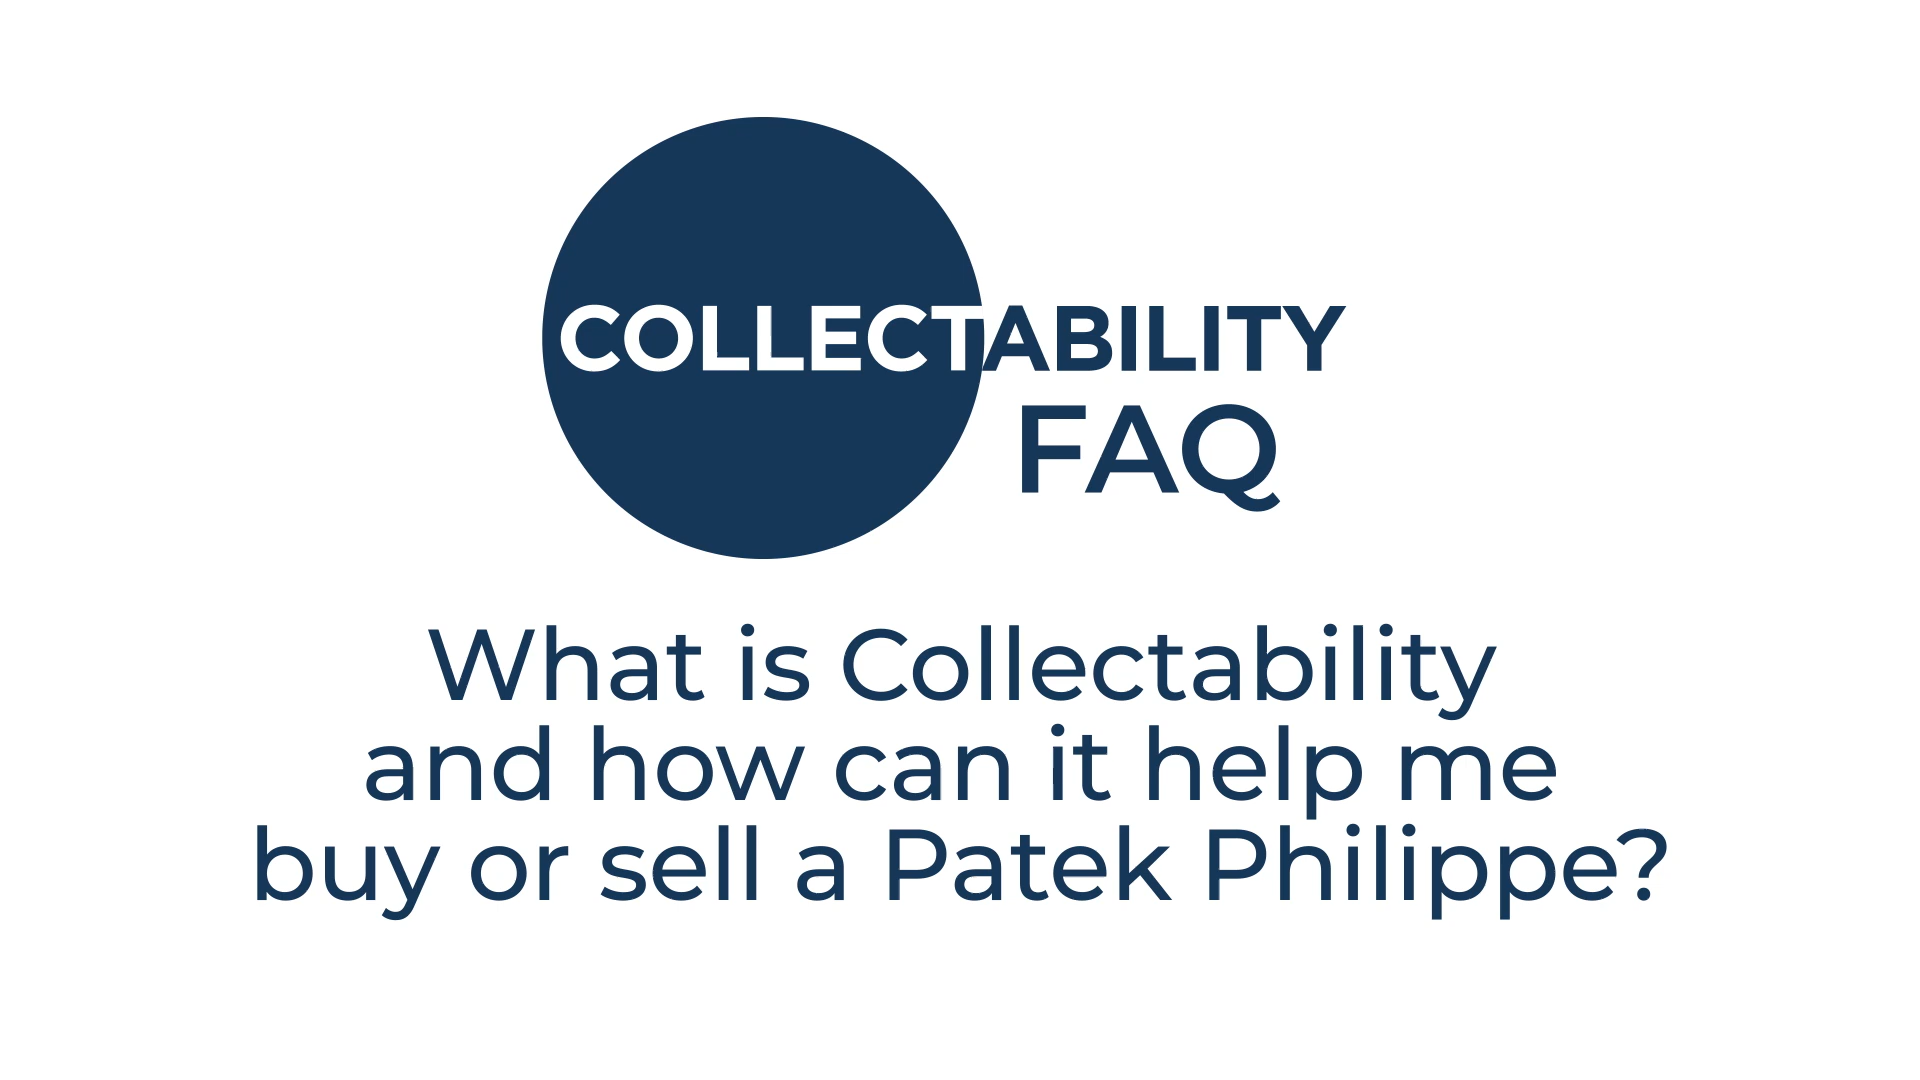 COLLECTABILITY
FAQ
What is Collectability
and how can it help me
buy or sell a Patek Philippe?